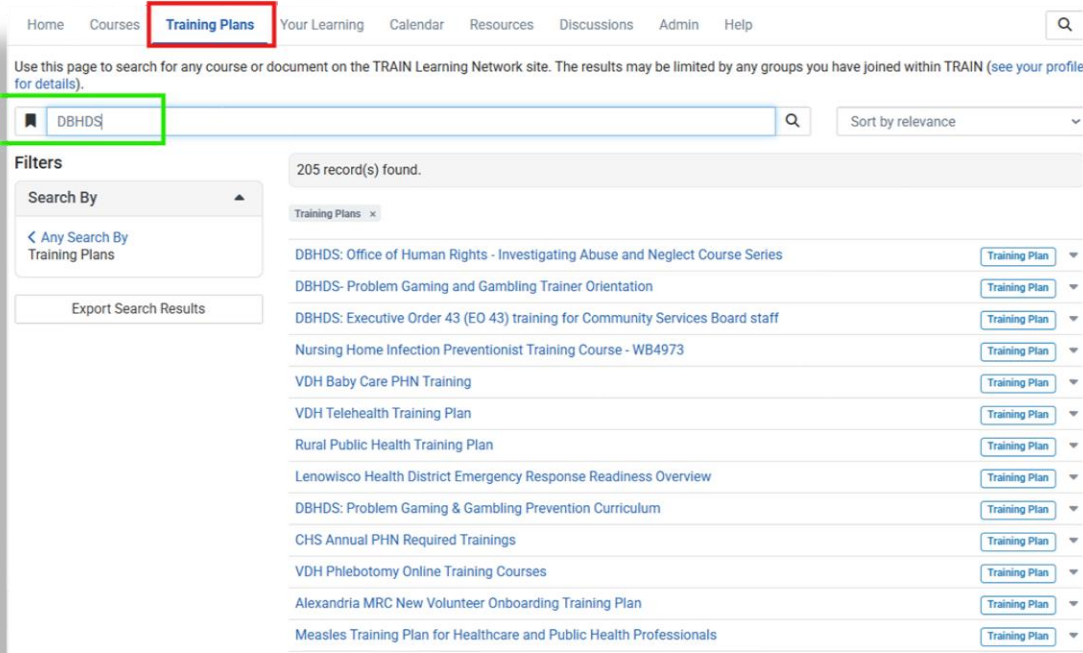 Home Courses Training Plans Your Learning Calendar Resources Discussions Admin Help
Use this page to search for any course or document on the TRAIN Learning Network site. The results may be limited by any groups you have joined within TRAIN (see your profile
for details).
DBHDS
Sort by relevance
Filters
205 record(s) found.
Search By
Training Plans ×
Any Search By
Training Plans
Export Search Results
DBHDS: Office of Human Rights - Investigating Abuse and Neglect Course Series Training Plan
DBHDS- Problem Gaming and Gambling Trainer Orientation Training Plan
DBHDS: Executive Order 43 (EO 43) training for Community Services Board staff Training Plan
Nursing Home Infection Preventionist Training Course - WB4973 Training Plan
VDH Baby Care PHN Training Training Plan
VDH Telehealth Training Plan Training Plan
Rural Public Health Training Plan Training Plan
Lenowisco Health District Emergency Response Readiness Overview Training Plan
DBHDS: Problem Gaming & Gambling Prevention Curriculum Training Plan
CHS Annual PHN Required Trainings Training Plan
VDH Phlebotomy Online Training Courses Training Plan
Alexandria MRC New Volunteer Onboarding Training Plan Training Plan
Measles Training Plan for Healthcare and Public Health Professionals Training Plan